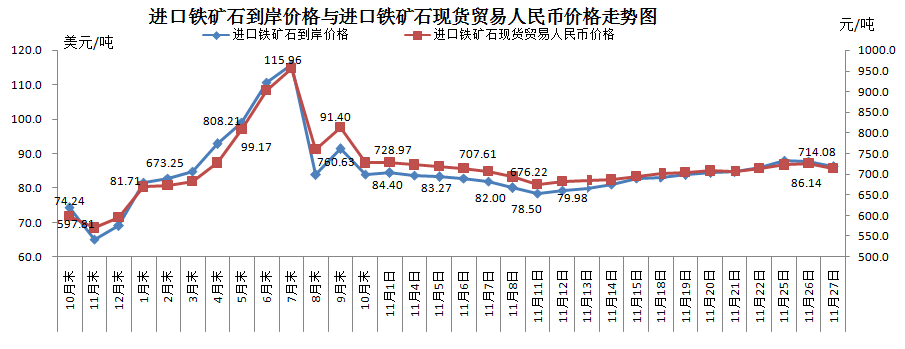 进口铁矿石到岸价格与进口铁矿石现货贸易人民币价格走势图
美元/吨
元/吨
进口铁矿石到岸价格
进口铁矿石现货贸易人民币价格
120.0
110.0
100.0
90.0
80.0
70.0
60.0
1000.0
950.0
900.0
850.0
800.0
750.0
700.0
650.0
600.0
550.0
500.0
74.24
597.81
81.71
673.25
808.21
99.17
115.96
760.63
91.40
728.97
84.40
83.27
707.61
82.00
676.22
78.50
79.98
714.08
86.14
10月末
11月末
12月末
1月末
2月末
3月末
4月末
5月末
6月末
7月末
8月末
9月末
10月末
11月1日
11月4日
11月5日
11月6日
11月7日
11月8日
11月11日
11月12日
11月13日
11月14日
11月15日
11月18日
11月19日
11月20日
11月21日
11月22日
11月25日
11月26日
11月27日